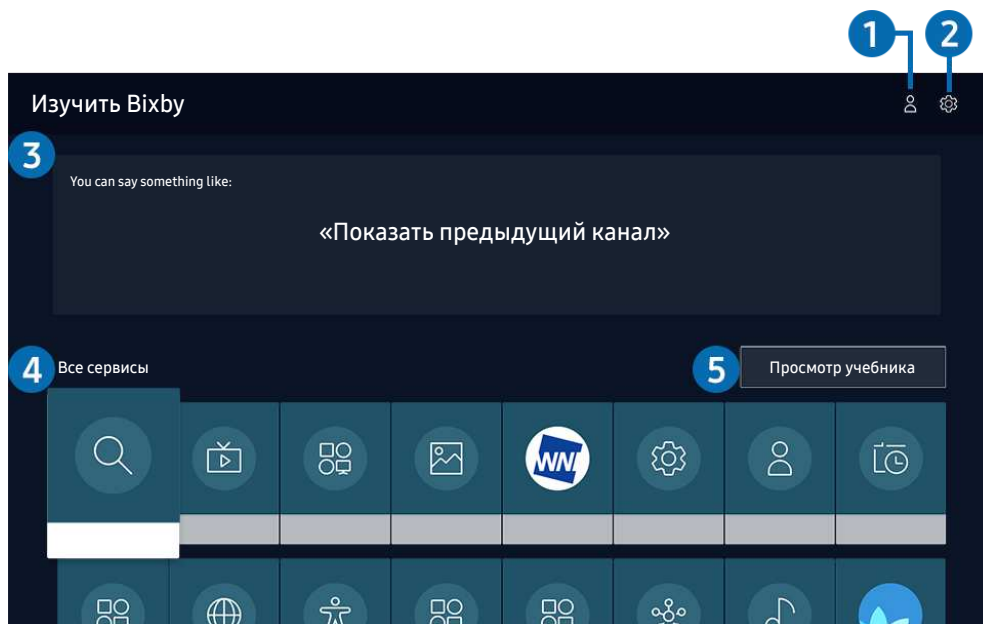 1 2
Изучить Bixby
3
You can say something like:
«Показать предыдущий канал»
4 Все сервисы
5 Просмотр учебника
WNI